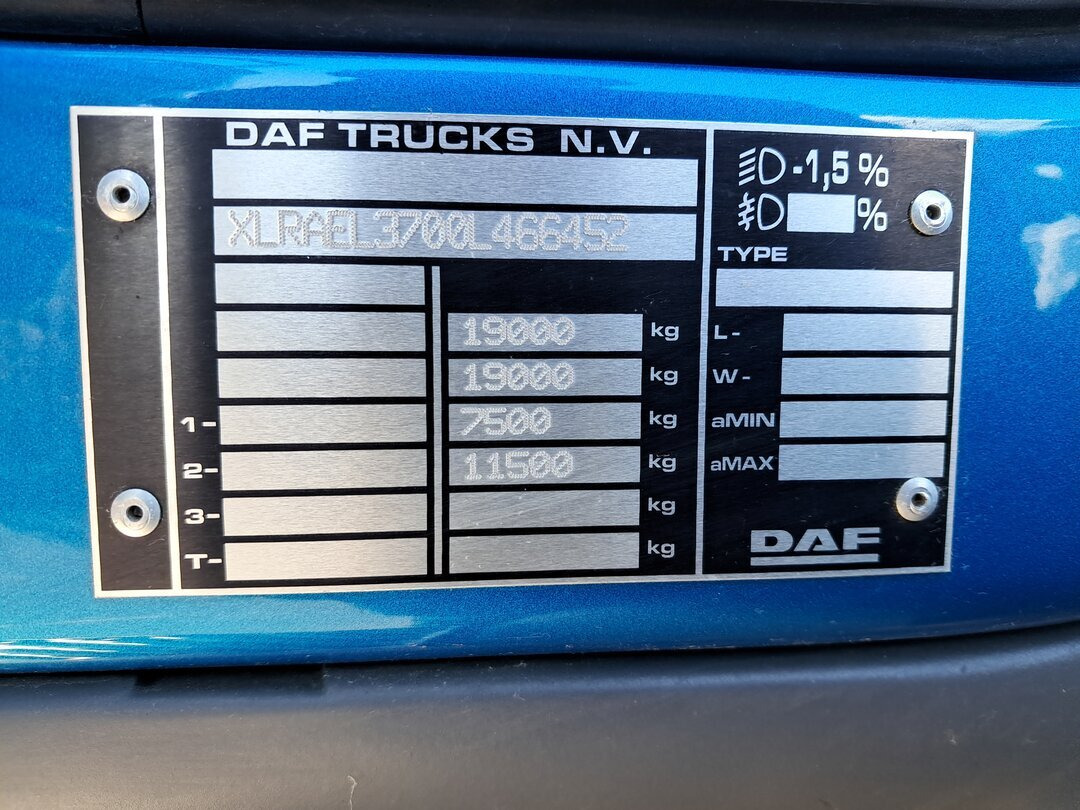 DAF TRUCKS N.V.
XLRAEL3700L466452
19000 kg
19000 kg
1- 7500 kg
2- 11500 kg
3- kg
T- kg
-1,5 %
%
TYPE
L-
W-
aMIN
aMAX
DAF